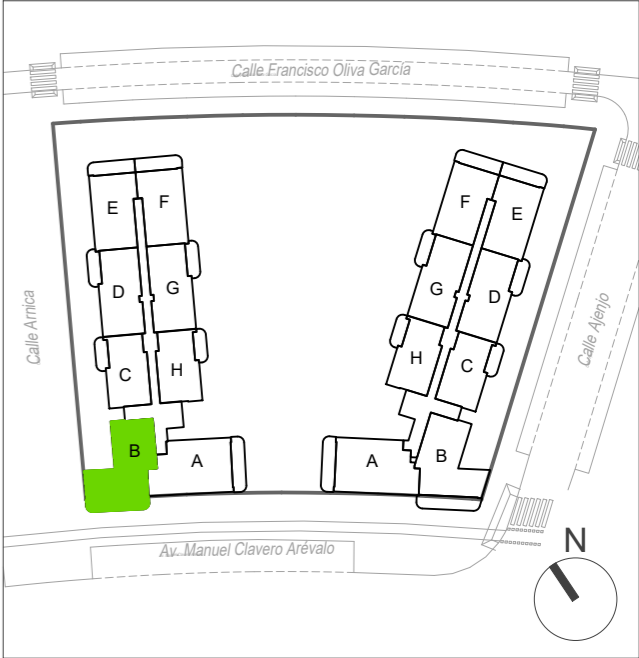 Calle Francisco Oliva García
F
F
E
E
G
D
D
G
Calle Arnica
Calle Ajenjo
H
C
H
C
B
A
A
B
Av. Manuel Clavero Arévalo
N